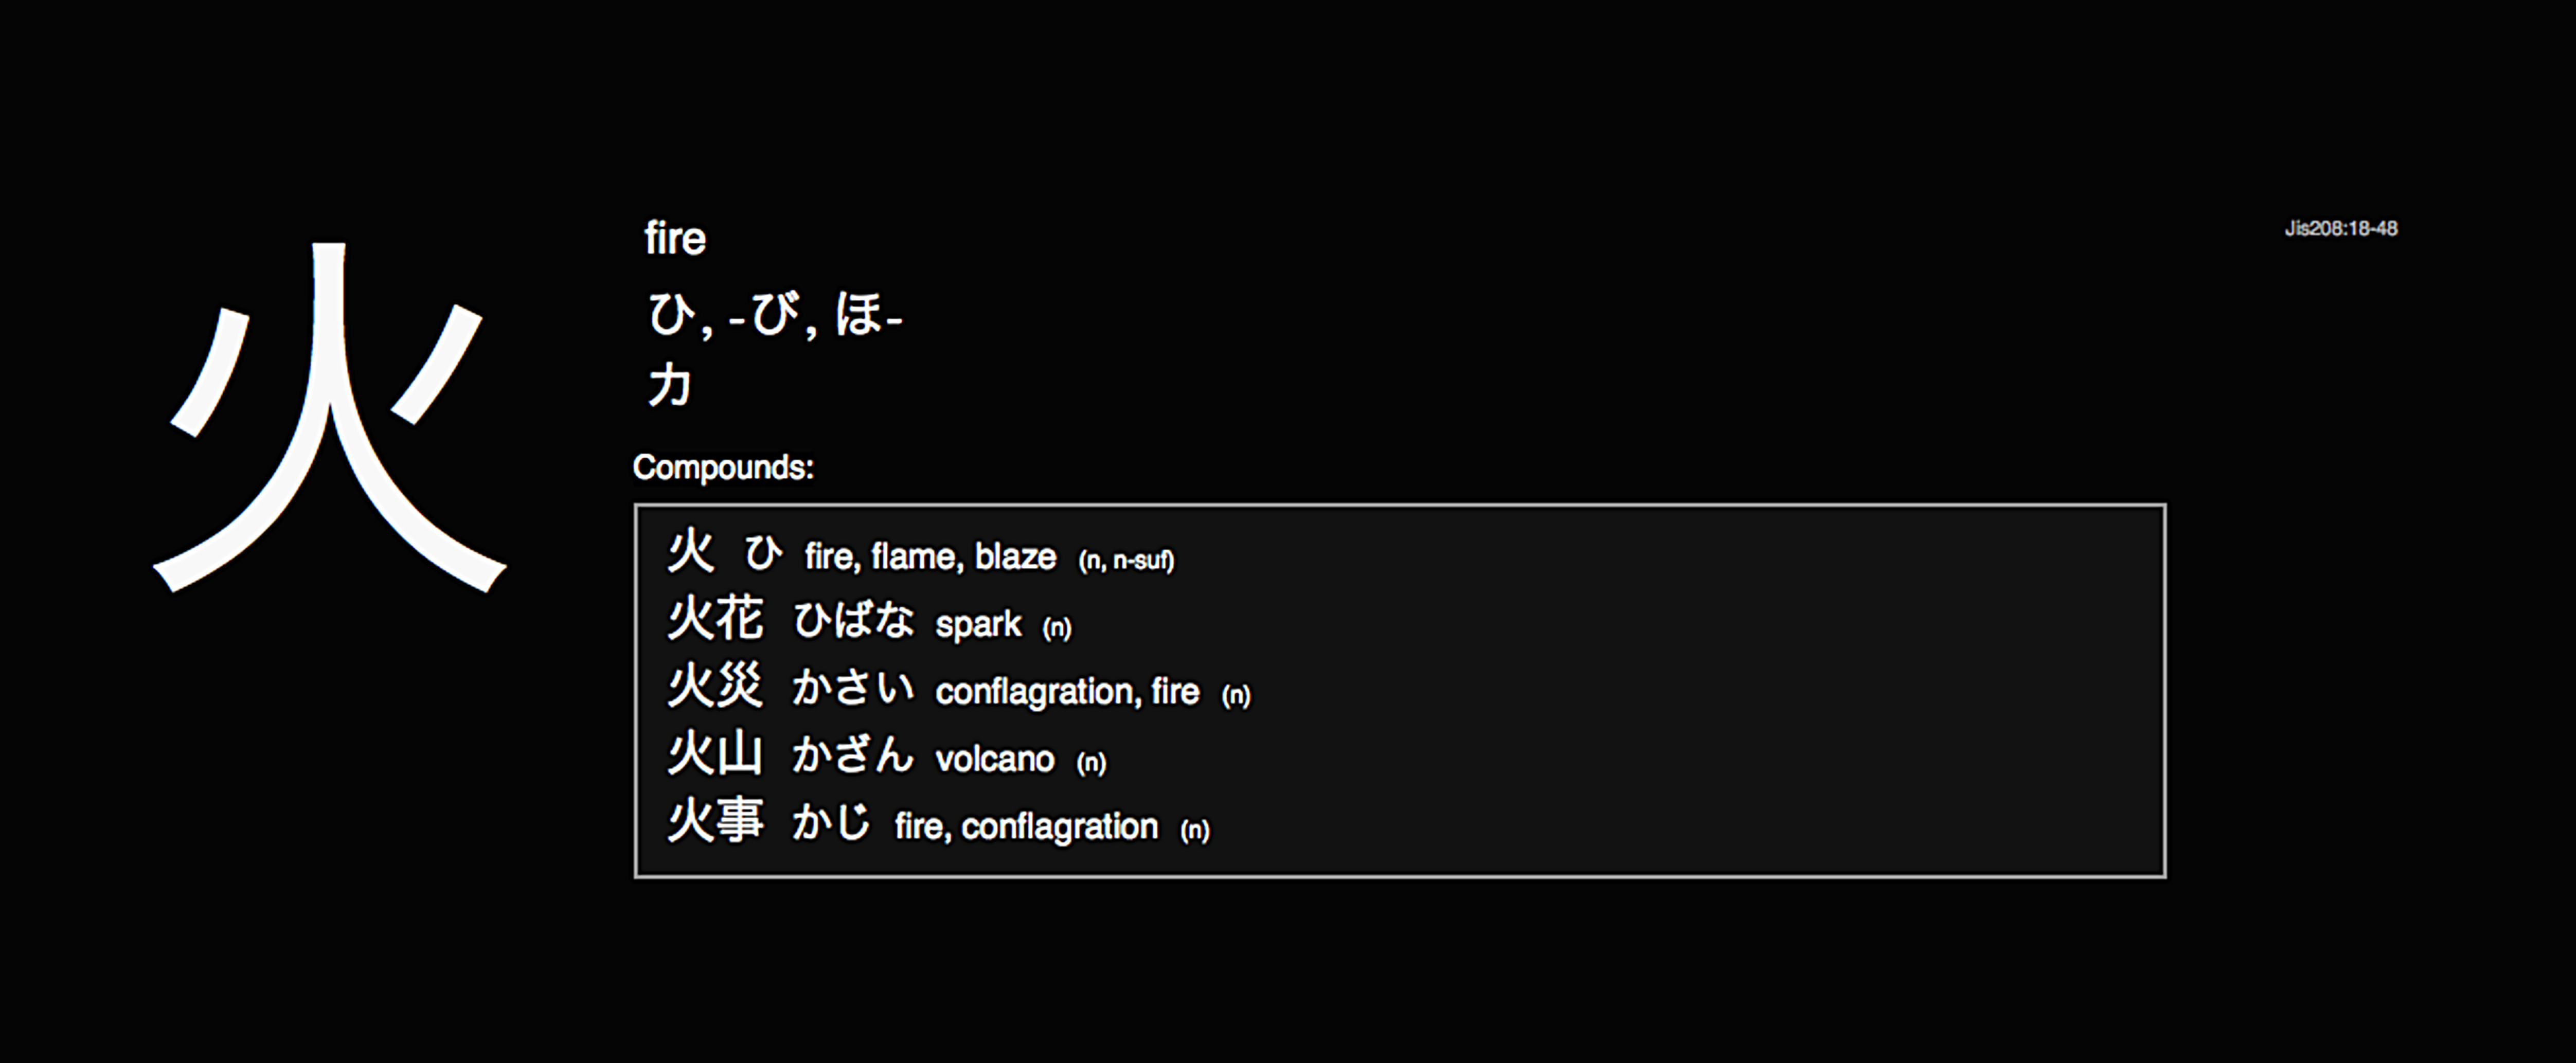 火
fire
ひ, -び, ほ-
カ
Jis208:18-48
Compounds:
火 ひ fire, flame, blaze (n, n-suf)
火花 ひばな spark (n)
火災 かさい conflagration, fire (n)
火山 かざん volcano (n)
火事 かじ fire, conflagration (n)